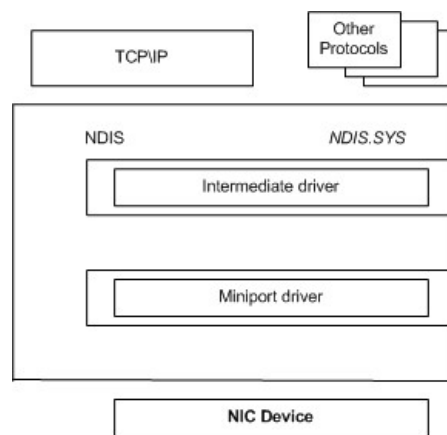 TCP\IP
Other
Protocols
NDIS
NDIS.SYS
Intermediate driver
Miniport driver
NIC Device